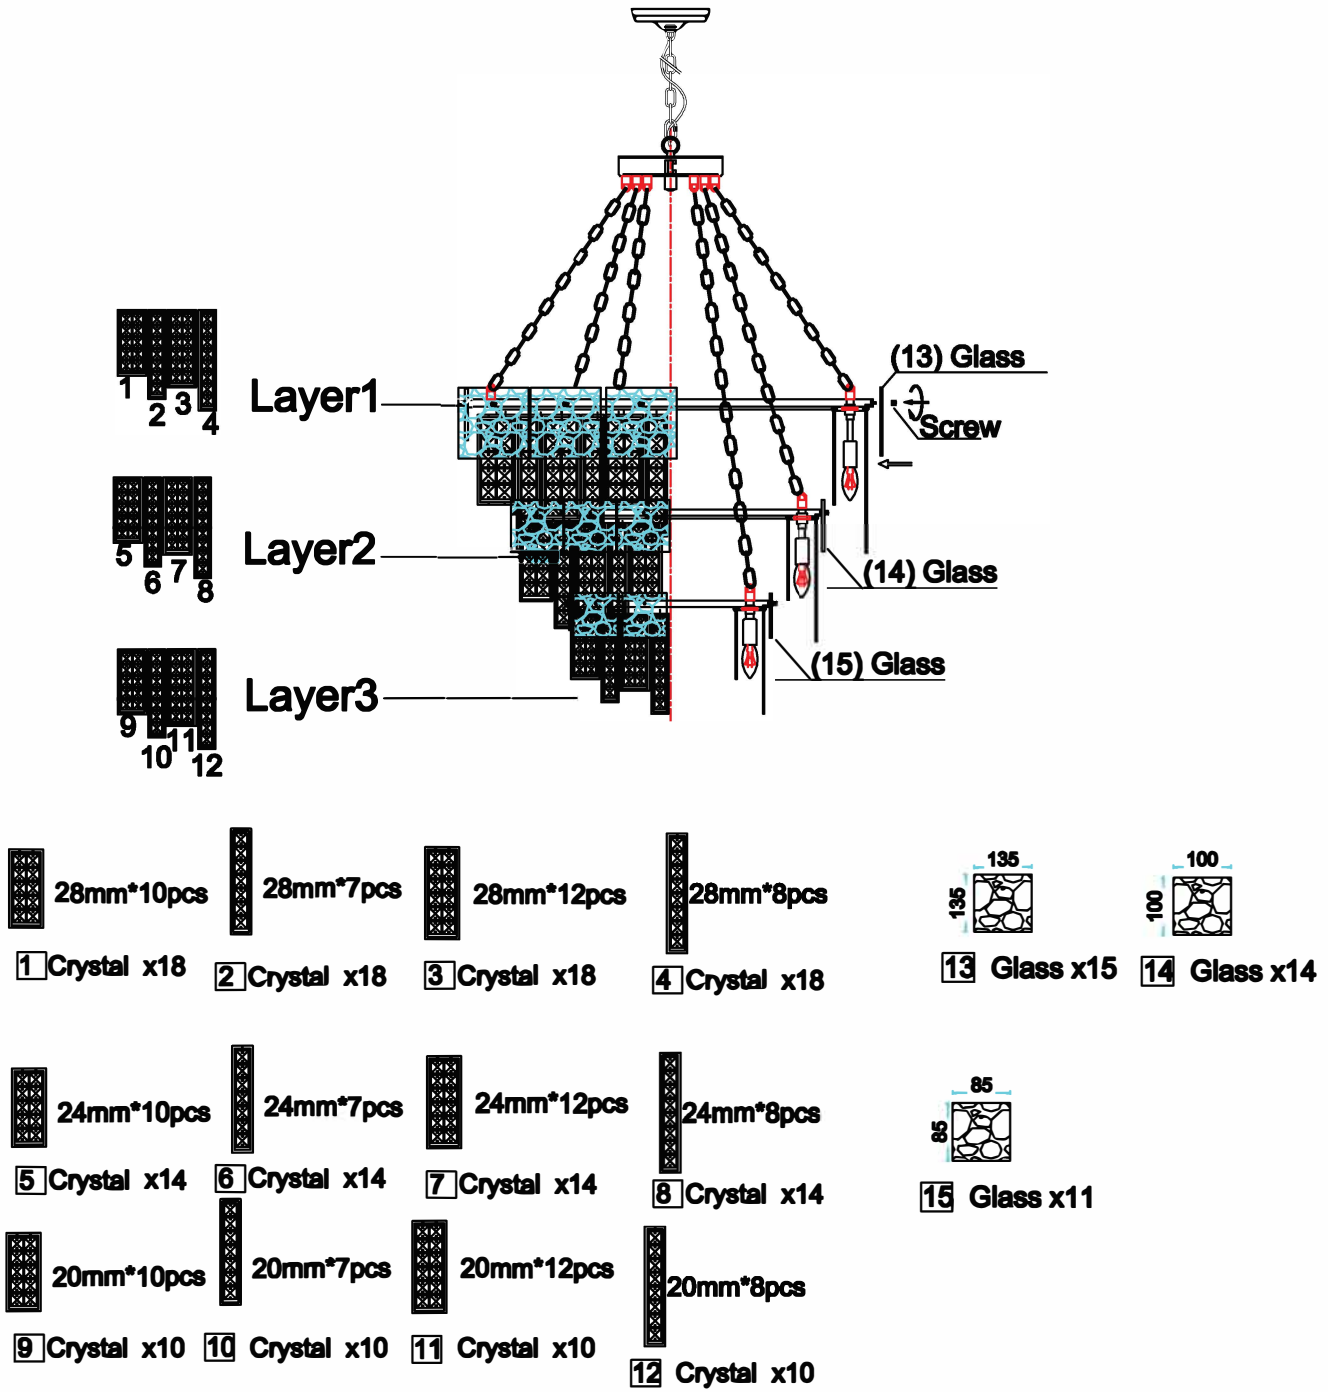 (13) Glass
Screw
Layer1
1
2
3
4
Layer2
5
6
7
8
(14) Glass
(15) Glass
Layer3
9
10
11
12
28mm*10pcs
28mm*7pcs
28mm*12pcs
28mm*8pcs
1 Crystal x18
2 Crystal x18
3 Crystal x18
4 Crystal x18
135
135
13 Glass x15
100
100
14 Glass x14
24mm*10pcs
24mm*7pcs
24mm*12pcs
24mm*8pcs
5 Crystal x14
6 Crystal x14
7 Crystal x14
8 Crystal x14
85
85
15 Glass x11
20mm*10pcs
20mm*7pcs
20mm*12pcs
20mm*8pcs
9 Crystal x10
10 Crystal x10
11 Crystal x10
12 Crystal x10